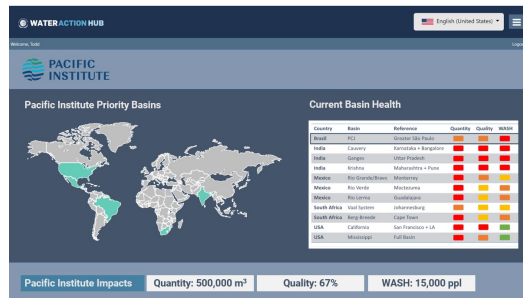 WATER ACTION HUB
English (United States)
Welcome, Todd
Logout
PACIFIC
INSTITUTE
Pacific Institute Priority Basins
Current Basin Health
Country Basin Reference Quantity Quality WASH
Brazil PCJ Greater São Paulo
India Cauvery Karnataka + Bangalore
India Ganges Uttar Pradesh
India Krishna Maharashtra + Pune
Mexico Rio Grande/Bravo Monterrey
Mexico Rio Verde Moctezuma
Mexico Rio Lerma Guadalajara
South Africa Vaal System Johannesburg
South Africa Berg-Breede Cape Town
USA California San Francisco + LA
USA Mississippi Full Basin
Pacific Institute Impacts
Quantity: 500,000 m³
Quality: 67%
WASH: 15,000 ppl